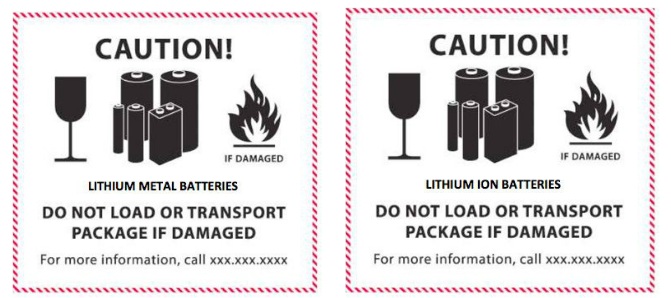 CAUTION!
IF DAMAGED
LITHIUM METAL BATTERIES
DO NOT LOAD OR TRANSPORT
PACKAGE IF DAMAGED
For more information, call xxx.xxx.xxxx
CAUTION!
IF DAMAGED
LITHIUM ION BATTERIES
DO NOT LOAD OR TRANSPORT
PACKAGE IF DAMAGED
For more information, call xxx.xxx.xxxx